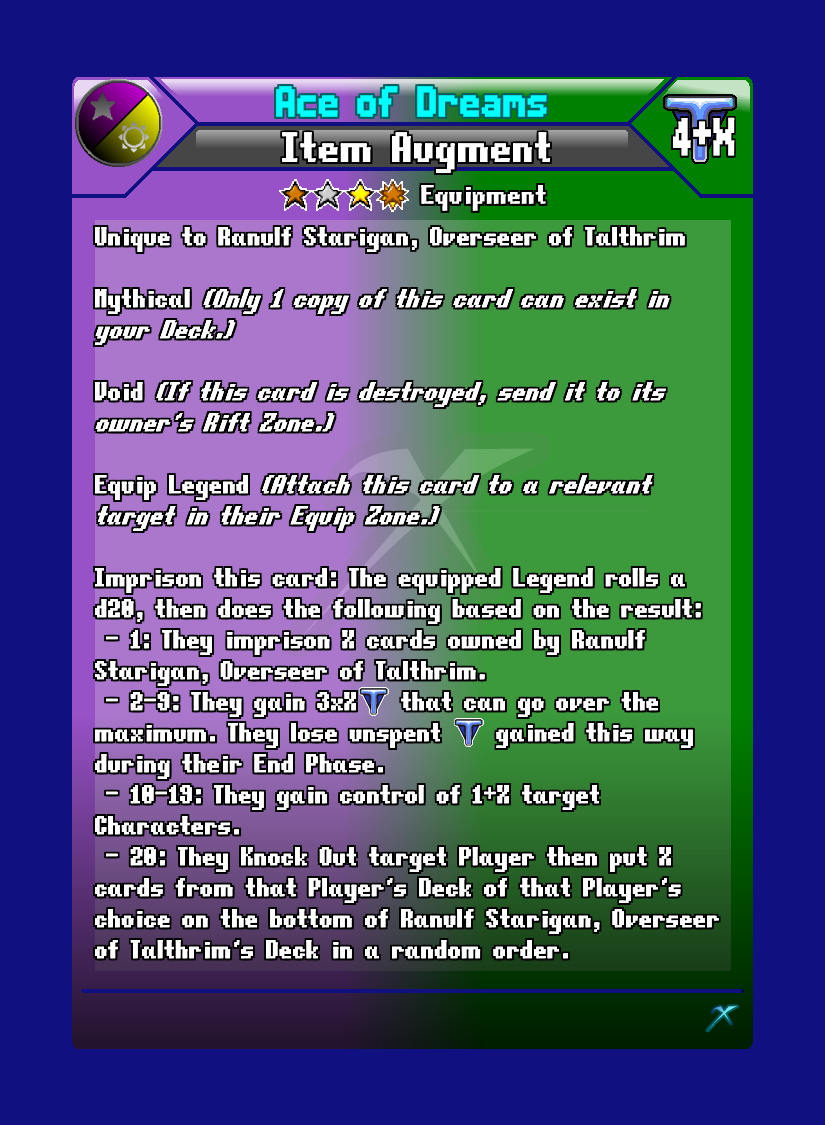 Ace of Dreams
4+X
Item Augment
Equipment
Unique to Ranulf Starigan, Overseer of Talthrim
Mythical (Only 1 copy of this card can exist in
your Deck.)
Void (If this card is destroyed, send it to its
owner's Rift Zone.)
Equip Legend (Attach this card to a relevant
target in their Equip Zone.)
Imprison this card: The equipped Legend rolls a
d20, then does the following based on the result:
- 1: They imprison X cards owned by Ranulf
Starigan, Overseer of Talthrim.
- 2-9: They gain 3xX T that can go over the
maximum. They lose unspent T gained this way
during their End Phase.
- 10-19: They gain control of 1+X target
Characters.
- 20: They Knock Out target Player then put X
cards from that Player's Deck of that Player's
choice on the bottom of Ranulf Starigan, Overseer
of Talthrim's Deck in a random order.